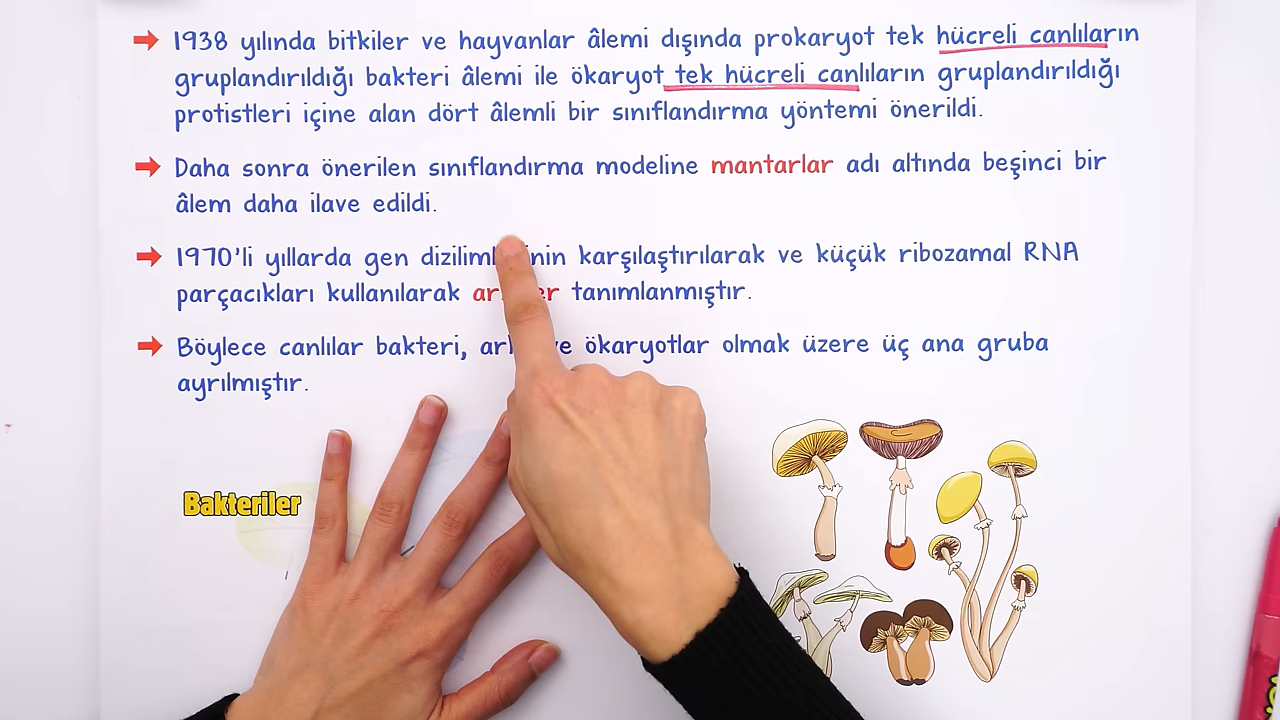 1938 yılında bitkiler ve hayvanlar âlemi dışında prokaryot tek hücreli canlıların
gruplandırıldığı bakteri âlemi ile ökaryot tek hücreli canlıların gruplandırıldığı
protistleri içine alan dört âlemli bir sınıflandırma yöntemi önerildi.
Daha sonra önerilen sınıflandırma modeline mantarlar adı altında beşinci bir
âlem daha ilave edildi.
1970'li yıllarda gen karşılaştırılarak ve küçük ribozamal RNA
parçacıkları kullanılarak tanımlanmıştır.
Böylece canlılar bakteri, ökaryotlar olmak üzere üç ana gruba
ayrılmıştır.
Bakteriler